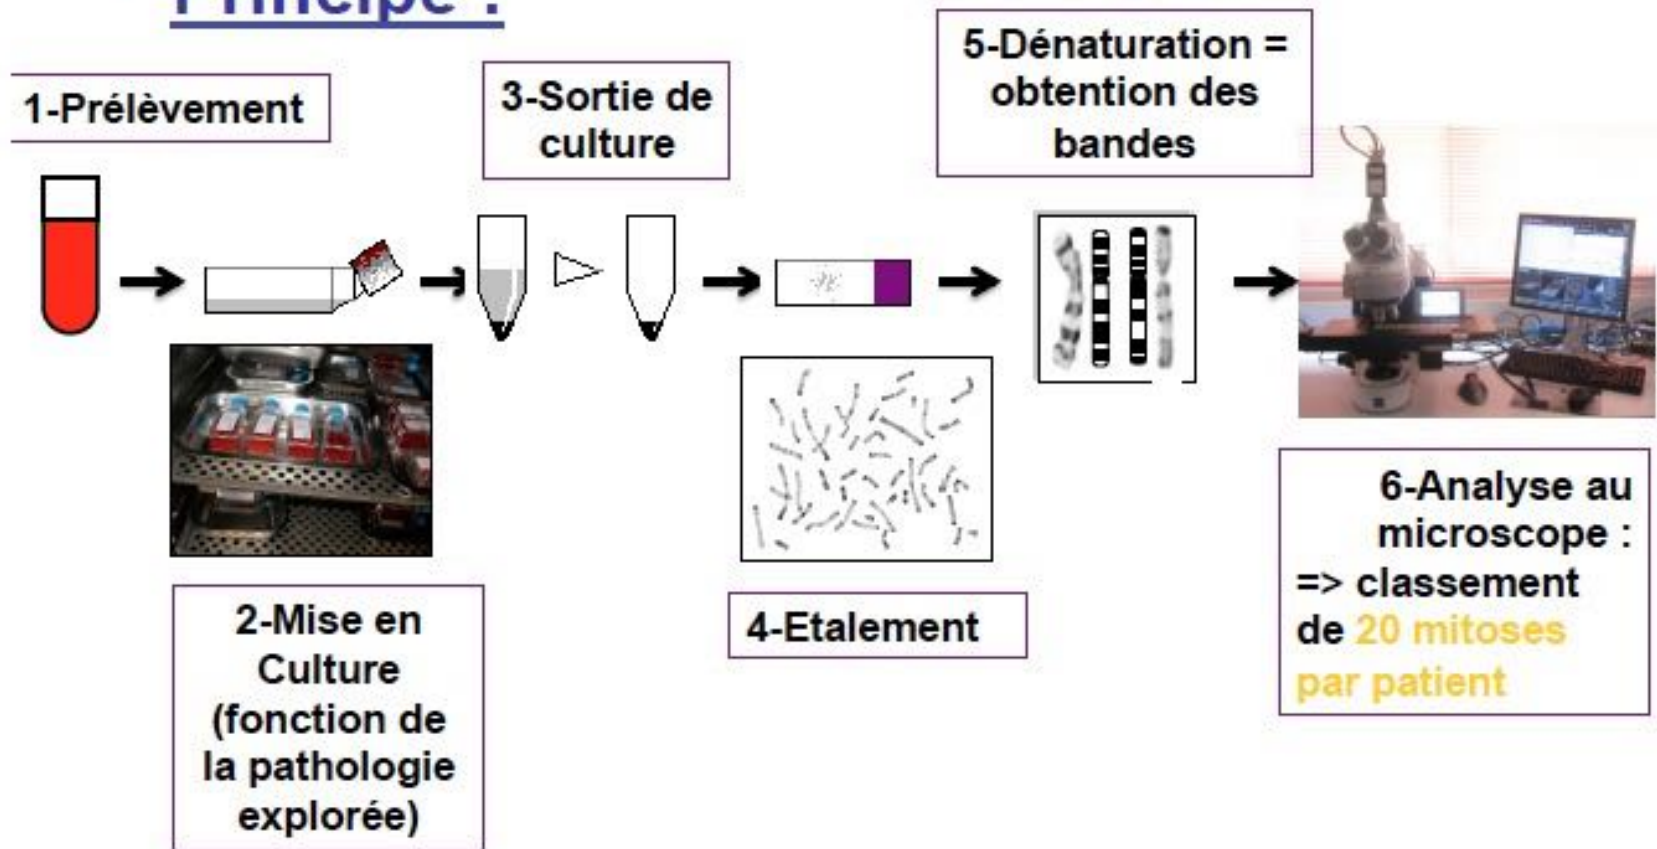 Principe :
1-Prélèvement
3-Sortie de
culture
5-Dénaturation =
obtention des
bandes
2-Mise en
Culture
(fonction de
la pathologie
explorée)
4-Etalement
6-Analyse au
microscope :
=> classement
de 20 mitoses
par patient